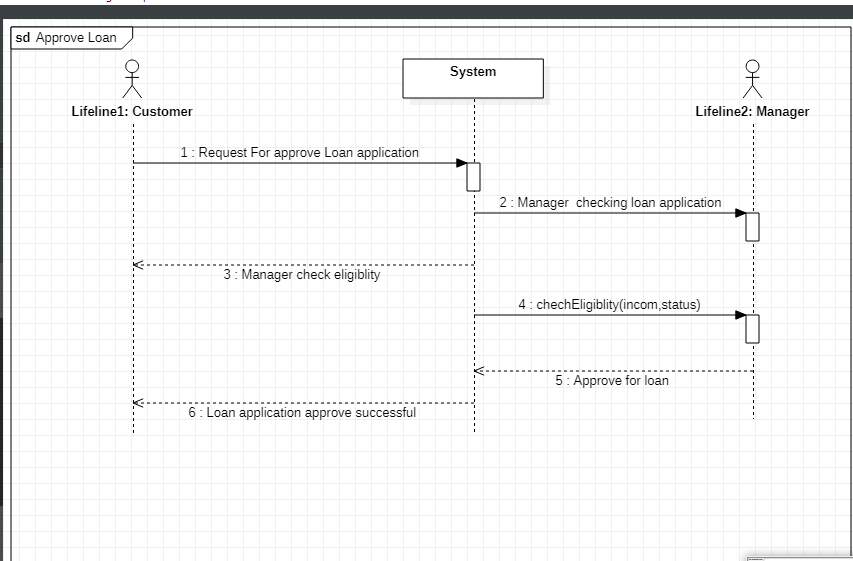 sd Approve Loan
System
Lifeline1: Customer
Lifeline2: Manager
1 : Request For approve Loan application
2 : Manager checking loan application
3 : Manager check eligiblity
4 : chechEligiblity(incom,status)
5 : Approve for loan
6 : Loan application approve successful